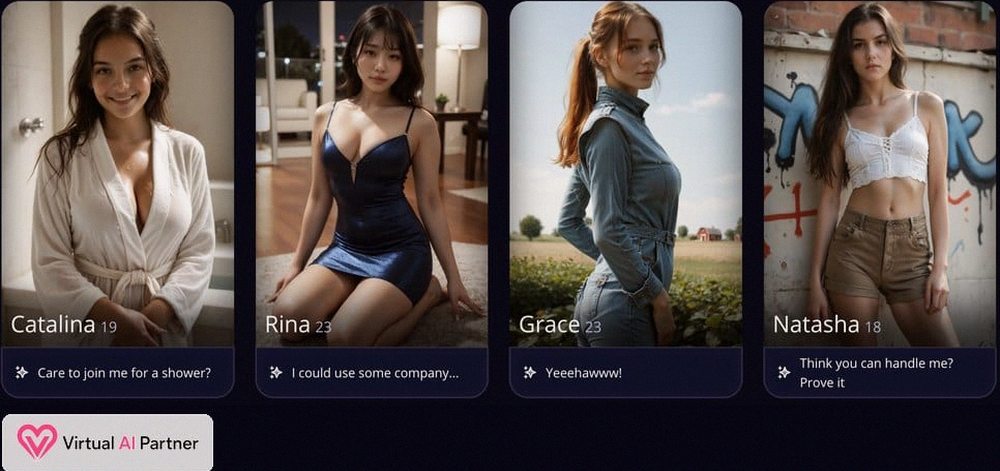 Catalina 19
Care to join me for a shower?
Rina 23
I could use some company...
Grace 23
Yeeehawww!
Natasha 18
Think you can handle me?
Prove it
Virtual AI Partner